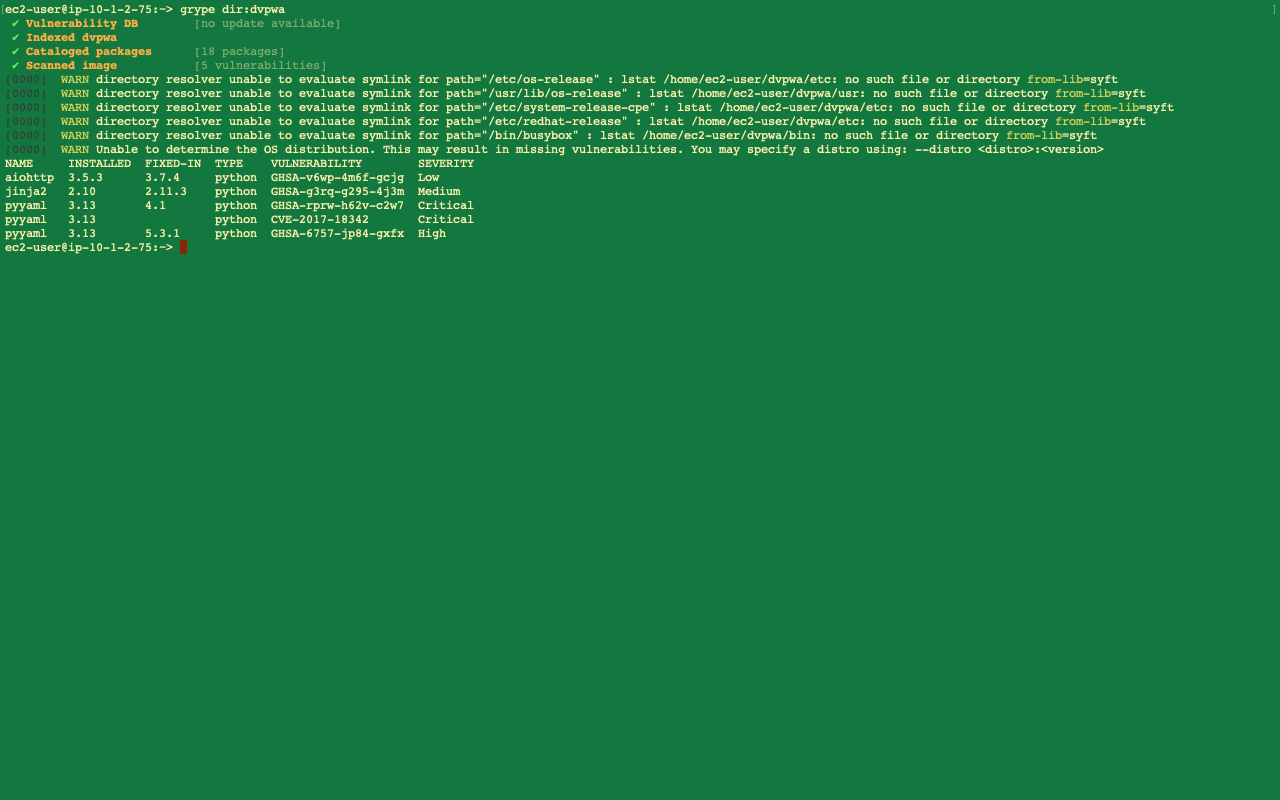 [ec2-user@ip-10-1-2-75:~> grype dir:dvpwa ]
✔ Vulnerability DB [no update available]
✔ Indexed dvpwa
✔ Cataloged packages [18 packages]
✔ Scanned image [5 vulnerabilities]
[0000] WARN directory resolver unable to evaluate symlink for path="/etc/os-release" : lstat /home/ec2-user/dvpwa/etc: no such file or directory from-lib=syft
[0000] WARN directory resolver unable to evaluate symlink for path="/usr/lib/os-release" : lstat /home/ec2-user/dvpwa/usr: no such file or directory from-lib=syft
[0000] WARN directory resolver unable to evaluate symlink for path="/etc/system-release-cpe" : lstat /home/ec2-user/dvpwa/etc: no such file or directory from-lib=syft
[0000] WARN directory resolver unable to evaluate symlink for path="/etc/redhat-release" : lstat /home/ec2-user/dvpwa/etc: no such file or directory from-lib=syft
[0000] WARN directory resolver unable to evaluate symlink for path="/bin/busybox" : lstat /home/ec2-user/dvpwa/bin: no such file or directory from-lib=syft
[0000] WARN Unable to determine the OS distribution. This may result in missing vulnerabilities. You may specify a distro using: --distro <distro>:<version>
NAME INSTALLED FIXED-IN TYPE VULNERABILITY SEVERITY
aiohttp 3.5.3 3.7.4 python GHSA-v6wp-4m6f-gcjg Low
jinja2 2.10 2.11.3 python GHSA-g3rq-g295-4j3m Medium
pyyaml 3.13 4.1 python GHSA-rprw-h62v-c2w7 Critical
pyyaml 3.13 python CVE-2017-18342 Critical
pyyaml 3.13 5.3.1 python GHSA-6757-jp84-gxfx High
ec2-user@ip-10-1-2-75:~>